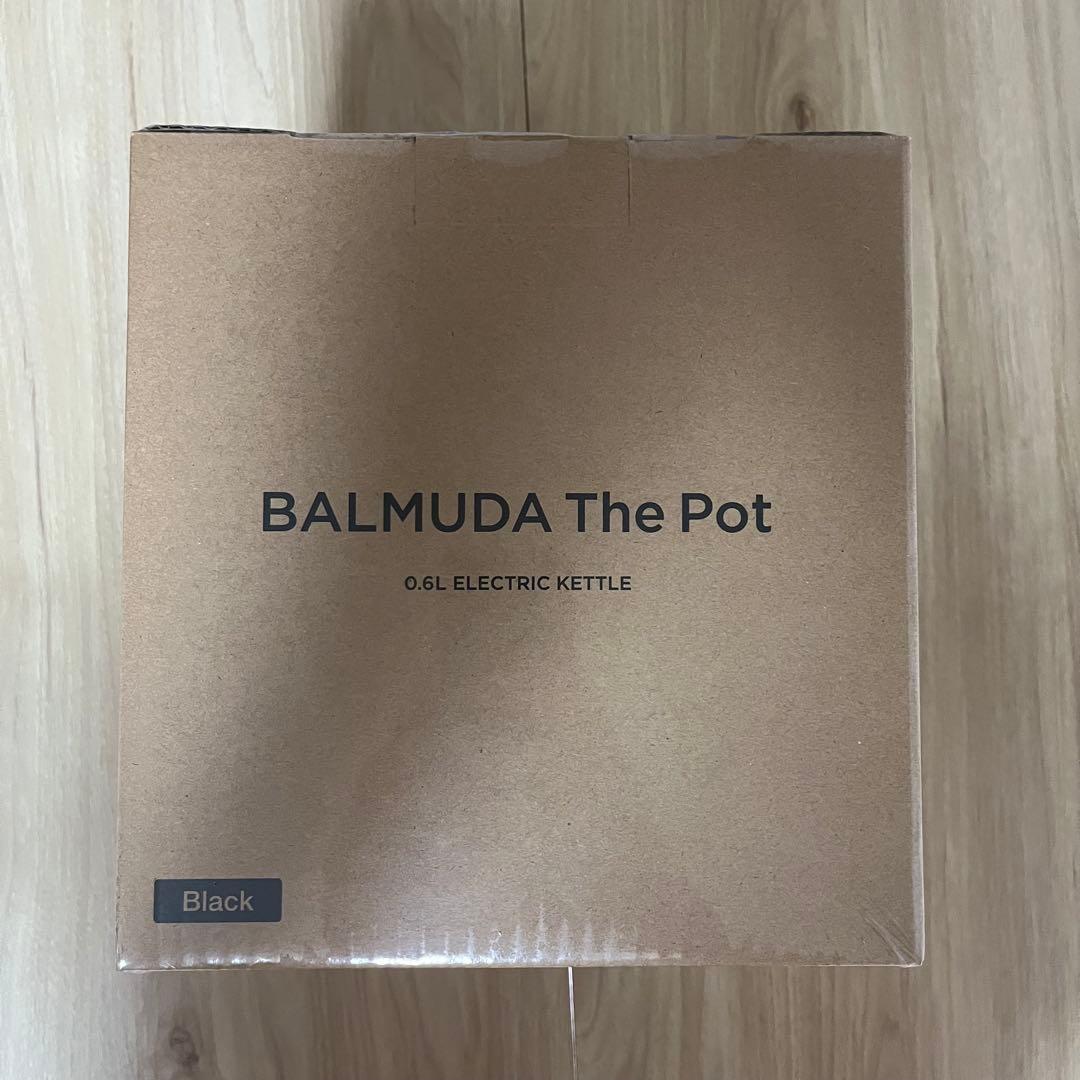 BALMUDA The Pot
0.6L ELECTRIC KETTLE
Black